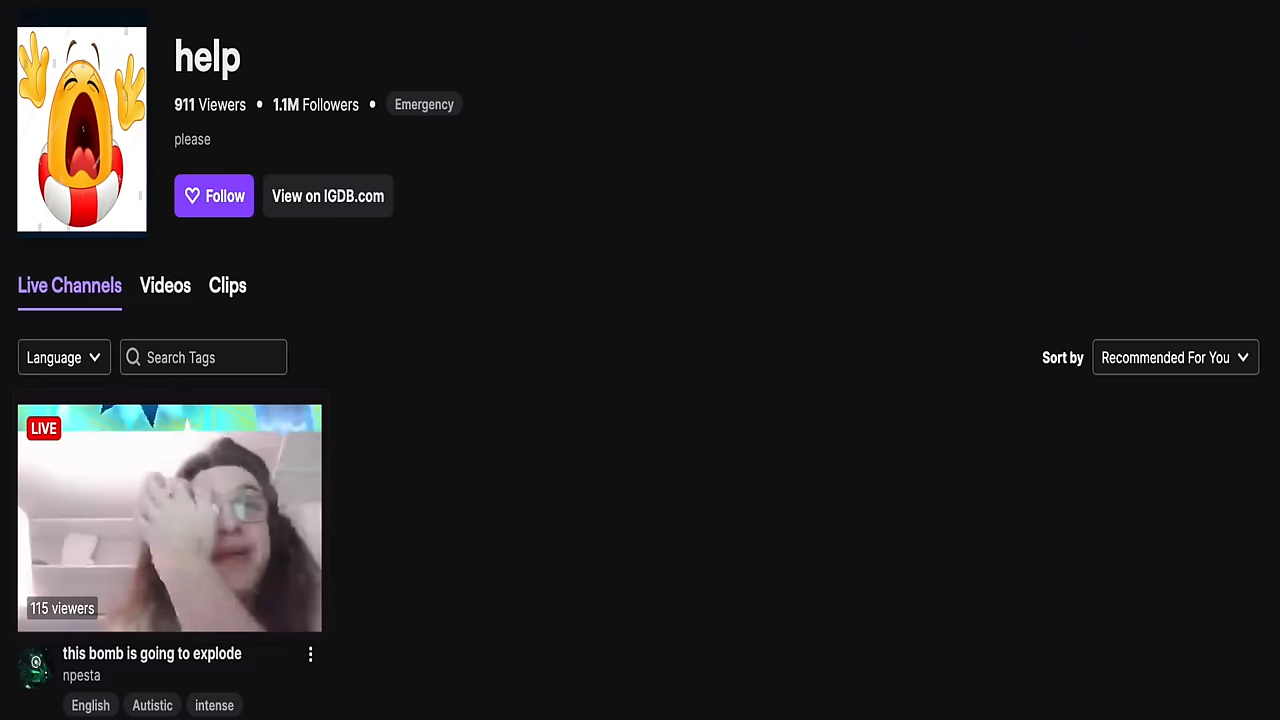 help
911 Viewers • 1.1M Followers • Emergency
please
Follow View on IGDB.com
Live Channels Videos Clips
Language Search Tags Sort by Recommended For You
LIVE
115 viewers
this bomb is going to explode
npesta
English Autistic intense